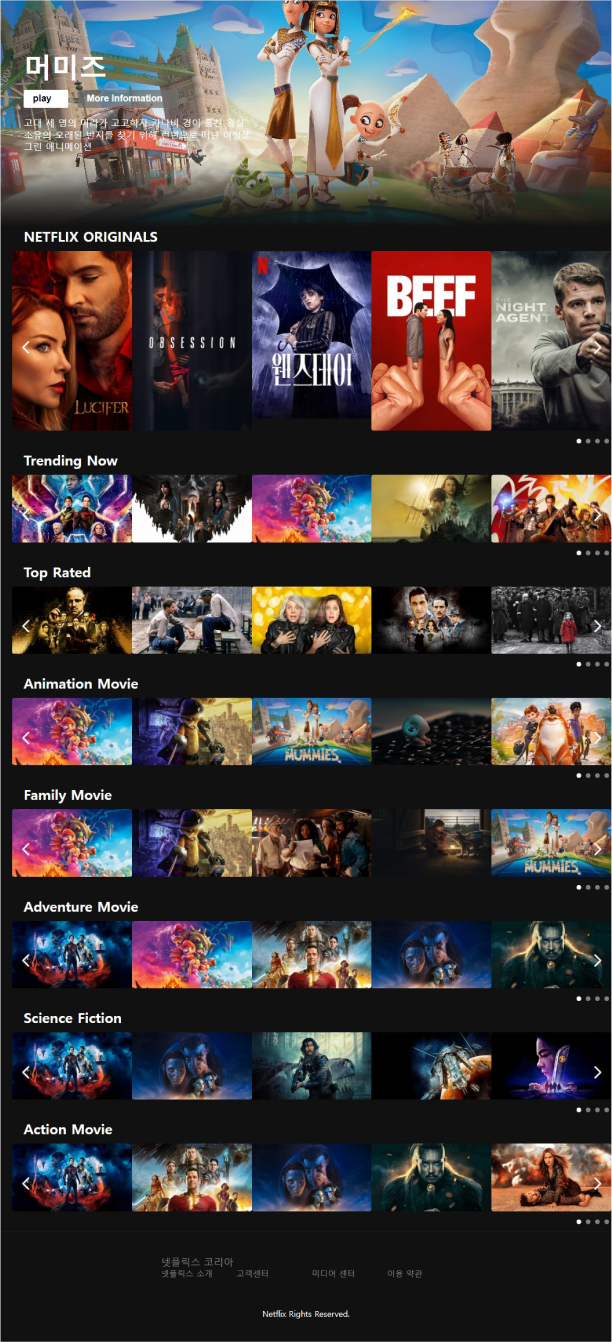 머미즈
play
More Information
고대 세 명의 미라가 고고학자 카나비 경이 훔친 왕실
소유의 오래된 반지를 찾기 위해 런던으로 떠난 여정을
그린 애니메이션
NETFLIX ORIGINALS
LUCIFER
OBSESSION
N
웬즈데이
BEEF
THE
NIGHT
AGENT
Trending Now
Top Rated
Animation Movie
MUMMIES
Family Movie
MUMMIES
Adventure Movie
Science Fiction
Action Movie
넷플릭스 코리아
넷플릭스 소개
고객센터
미디어 센터
이용 약관
Netflix Rights Reserved.